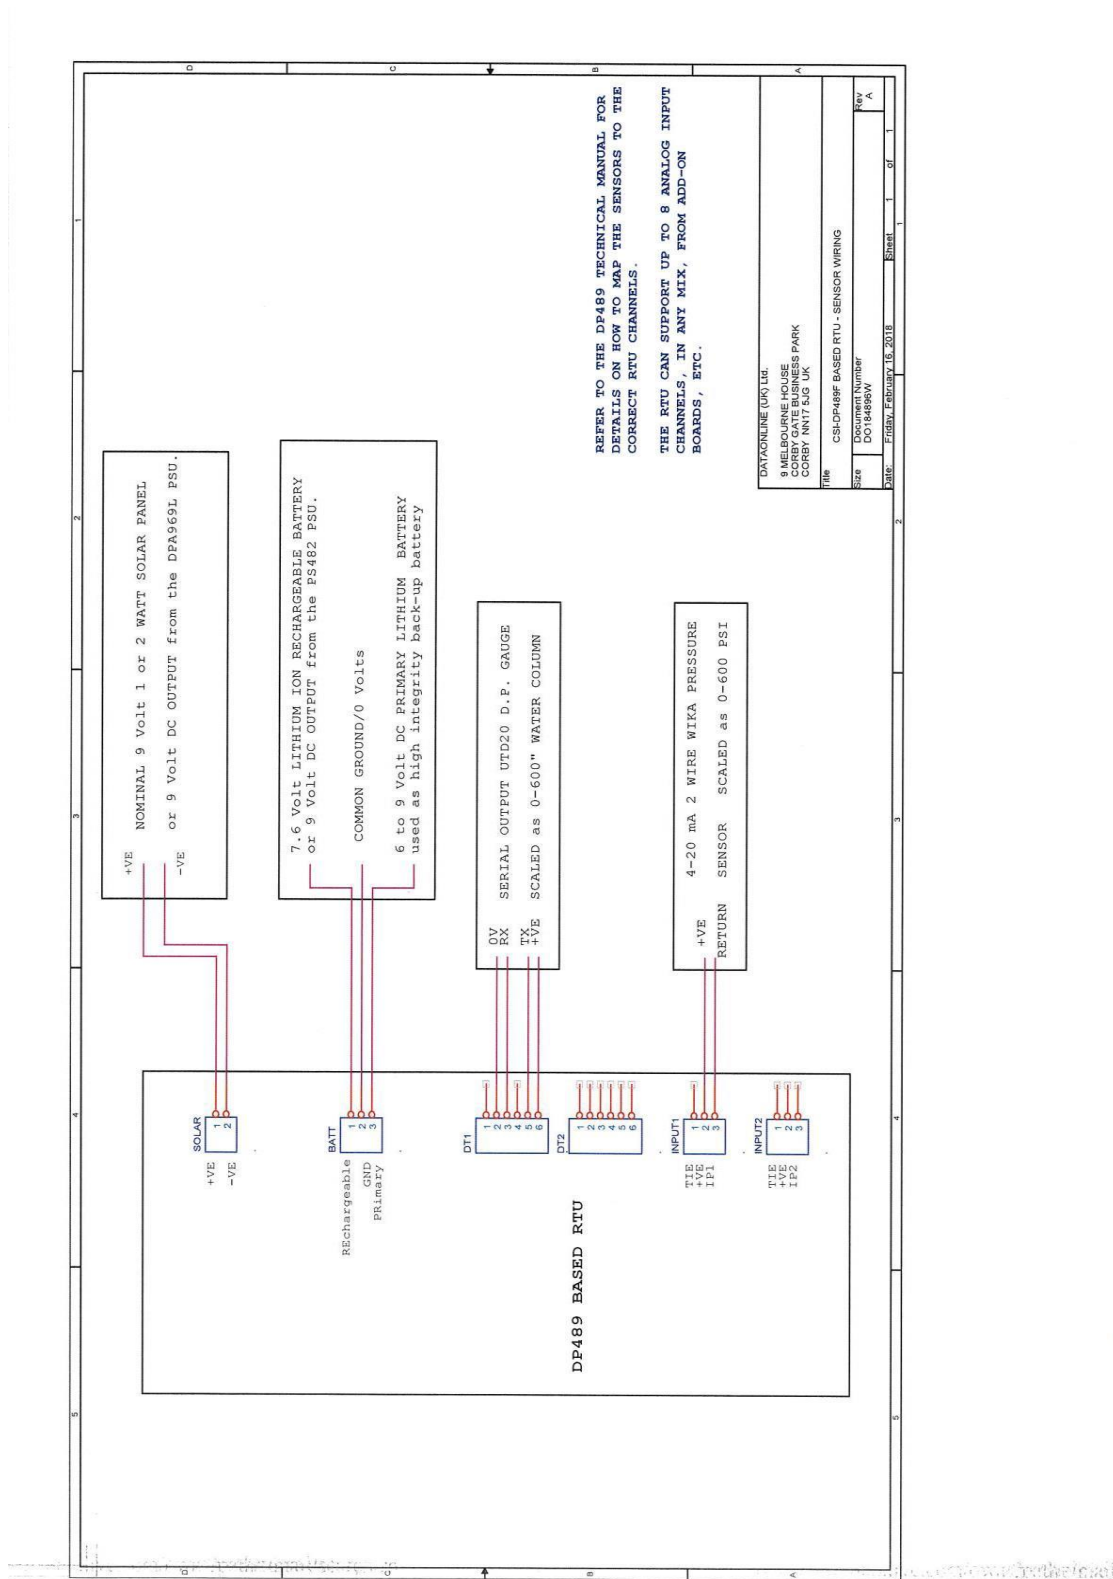 DP489 BASED RTU
SOLAR
+VE 1
-VE 2
BATT
REchargeable 1
GND 2
PRimary 3
DT1
1
2
3
4
5
6
DT2
1
2
3
4
5
6
INPUT1
TIE 1
+VE 2
IP1 3
INPUT2
TIE 1
+VE 2
IP2 3
+VE
-VE
NOMINAL 9 Volt 1 or 2 WATT SOLAR PANEL
or 9 Volt DC OUTPUT from the DPA969L PSU.
7.6 Volt LITHIUM ION RECHARGEABLE BATTERY
or 9 Volt DC OUTPUT from the PS482 PSU.
COMMON GROUND/0 Volts
6 to 9 Volt DC PRIMARY LITHIUM BATTERY
used as high integrity back-up battery
0V
RX SERIAL OUTPUT UTD20 D.P. GAUGE
TX
+VE SCALED as 0-600" WATER COLUMN
+VE 4-20 mA 2 WIRE WIKA PRESSURE
RETURN SENSOR SCALED as 0-600 PSI
REFER TO THE DP489 TECHNICAL MANUAL FOR
DETAILS ON HOW TO MAP THE SENSORS TO THE
CORRECT RTU CHANNELS.
THE RTU CAN SUPPORT UP TO 8 ANALOG INPUT
CHANNELS, IN ANY MIX, FROM ADD-ON
BOARDS, ETC.
DATAONLINE (UK) Ltd.
9 MELBOURNE HOUSE
CORBY GATE BUSINESS PARK
CORBY NN17 5JG UK
Title
CSI-DP489F BASED RTU - SENSOR WIRING
Size Document Number Rev
DO184896W A
Date: Friday, February 16, 2018 Sheet 1 of 1
5 4 3 2 1
5 4 3 2 1
D C B A
D C B A